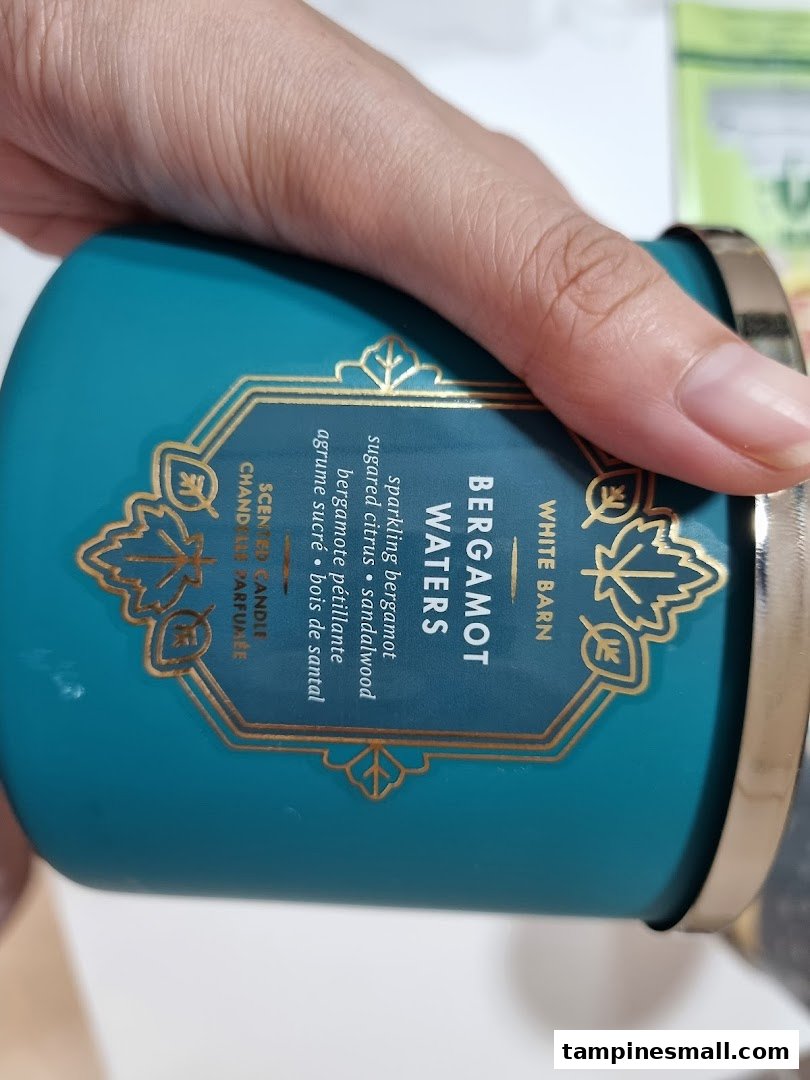 WHITE BARN
BERGAMOT
WATERS
sparkling bergamot
sugared citrus • sandalwood
bergamote pétillante
agrume sucré • bois de santal
SCENTED CANDLE
CHANDELLE PARFUMÉE
tampinesmall.com